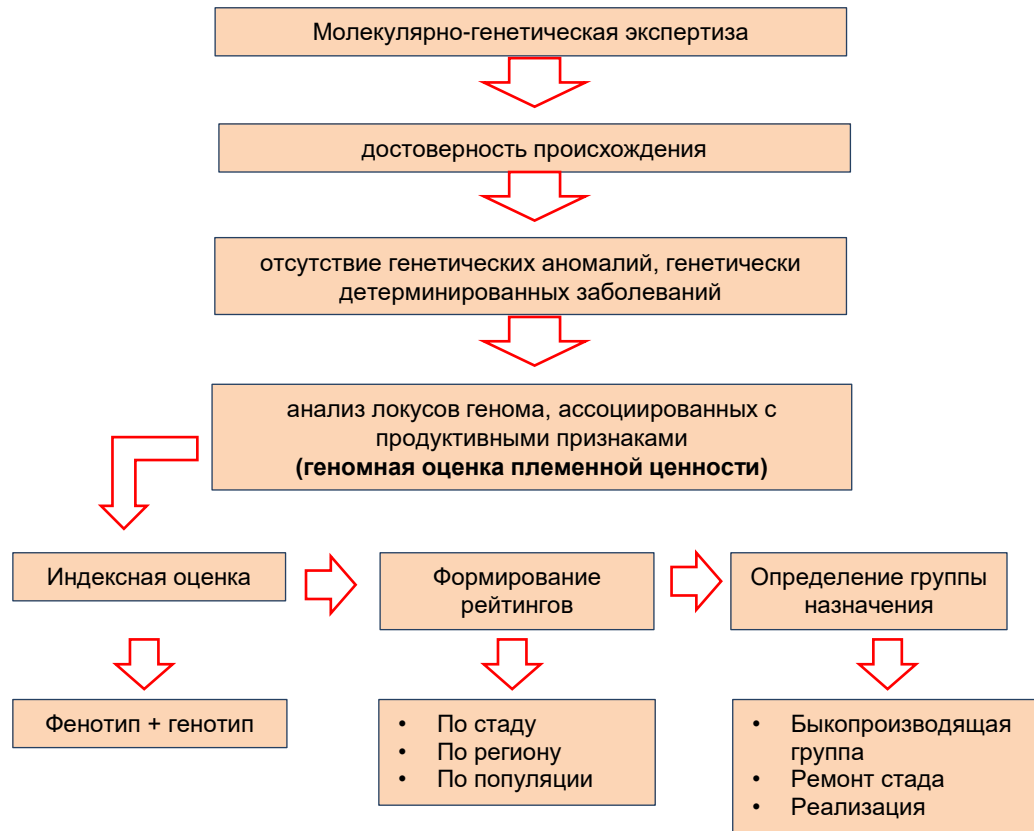 Молекулярно-генетическая экспертиза
достоверность происхождения
отсутствие генетических аномалий, генетически
детерминированных заболеваний
анализ локусов генома, ассоциированных с
продуктивными признаками
(геномная оценка племенной ценности)
Индексная оценка
Формирование
рейтингов
Определение группы
назначения
Фенотип + генотип
• По стаду
• По региону
• По популяции
• Быкопроизводящая
группа
• Ремонт стада
• Реализация